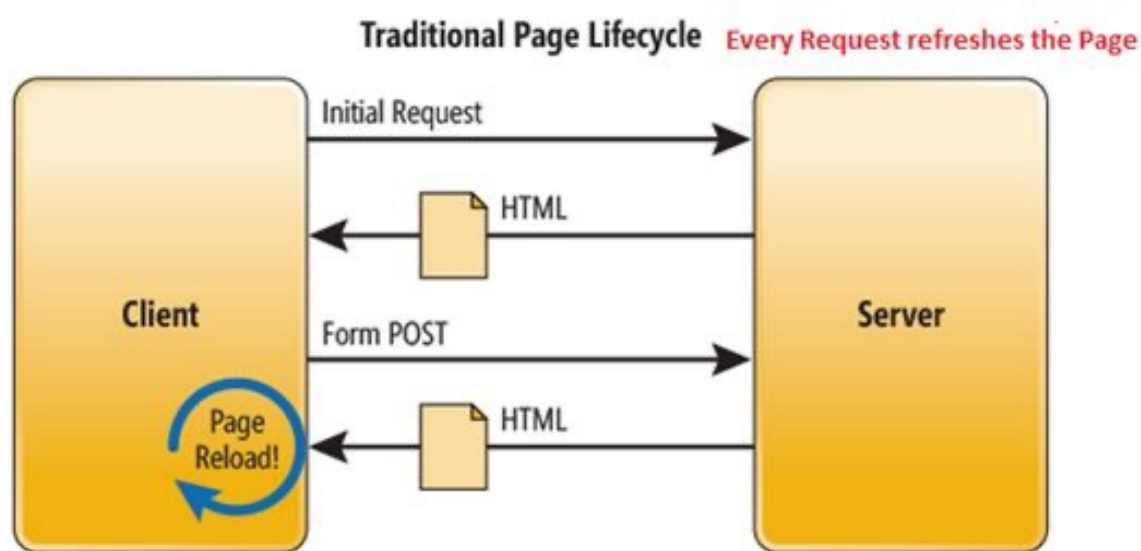 Traditional Page Lifecycle Every Request refreshes the Page
Initial Request
HTML
Client
Server
Form POST
HTML
Page
Reload!